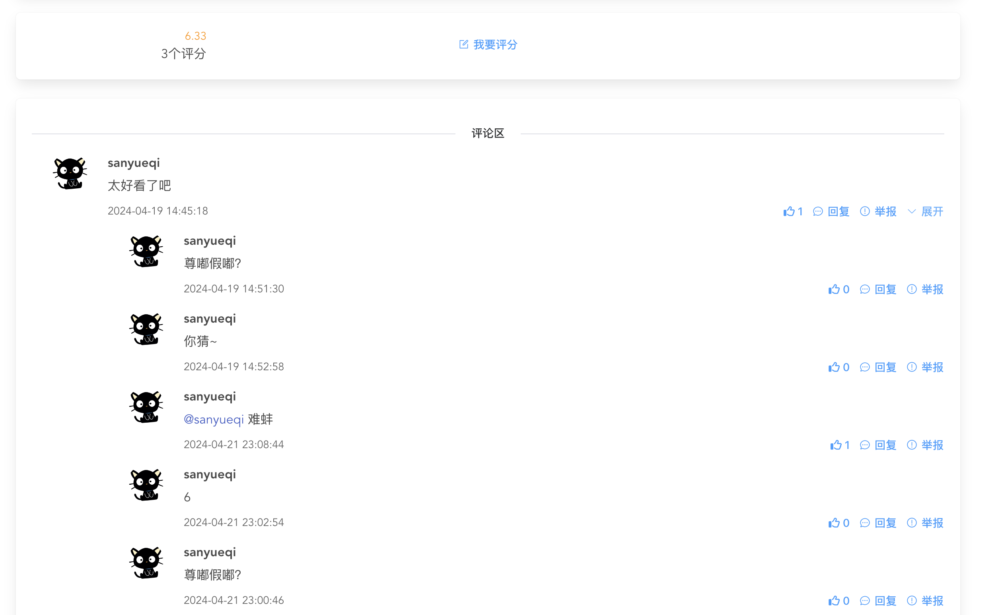 6.33
3个评分
我要评分
评论区
sanyueqi
太好看了吧
2024-04-19 14:45:18
1 回复 举报 展开
sanyueqi
尊嘟假嘟?
2024-04-19 14:51:30
0 回复 举报
sanyueqi
你猜~
2024-04-19 14:52:58
0 回复 举报
sanyueqi
@sanyueqi 难蚌
2024-04-21 23:08:44
1 回复 举报
sanyueqi
6
2024-04-21 23:02:54
0 回复 举报
sanyueqi
尊嘟假嘟?
2024-04-21 23:00:46
0 回复 举报